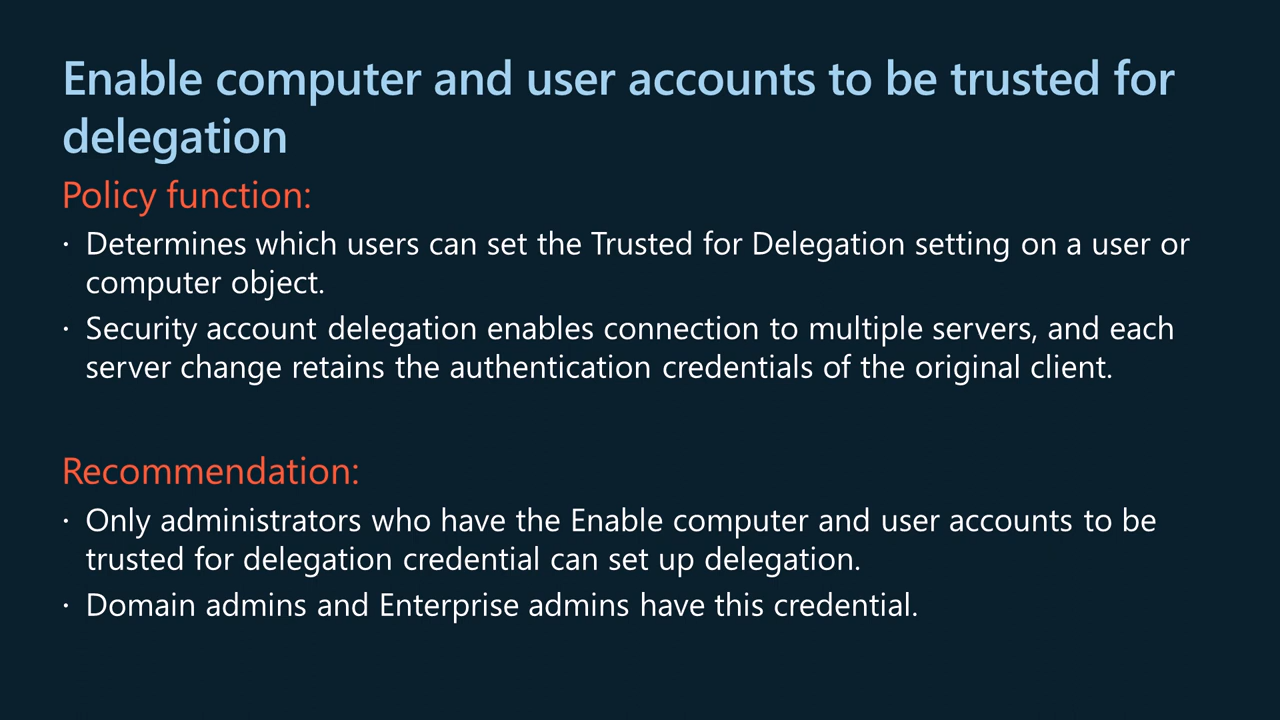 Enable computer and user accounts to be trusted for
delegation
Policy function:
· Determines which users can set the Trusted for Delegation setting on a user or
computer object.
· Security account delegation enables connection to multiple servers, and each
server change retains the authentication credentials of the original client.
Recommendation:
· Only administrators who have the Enable computer and user accounts to be
trusted for delegation credential can set up delegation.
· Domain admins and Enterprise admins have this credential.